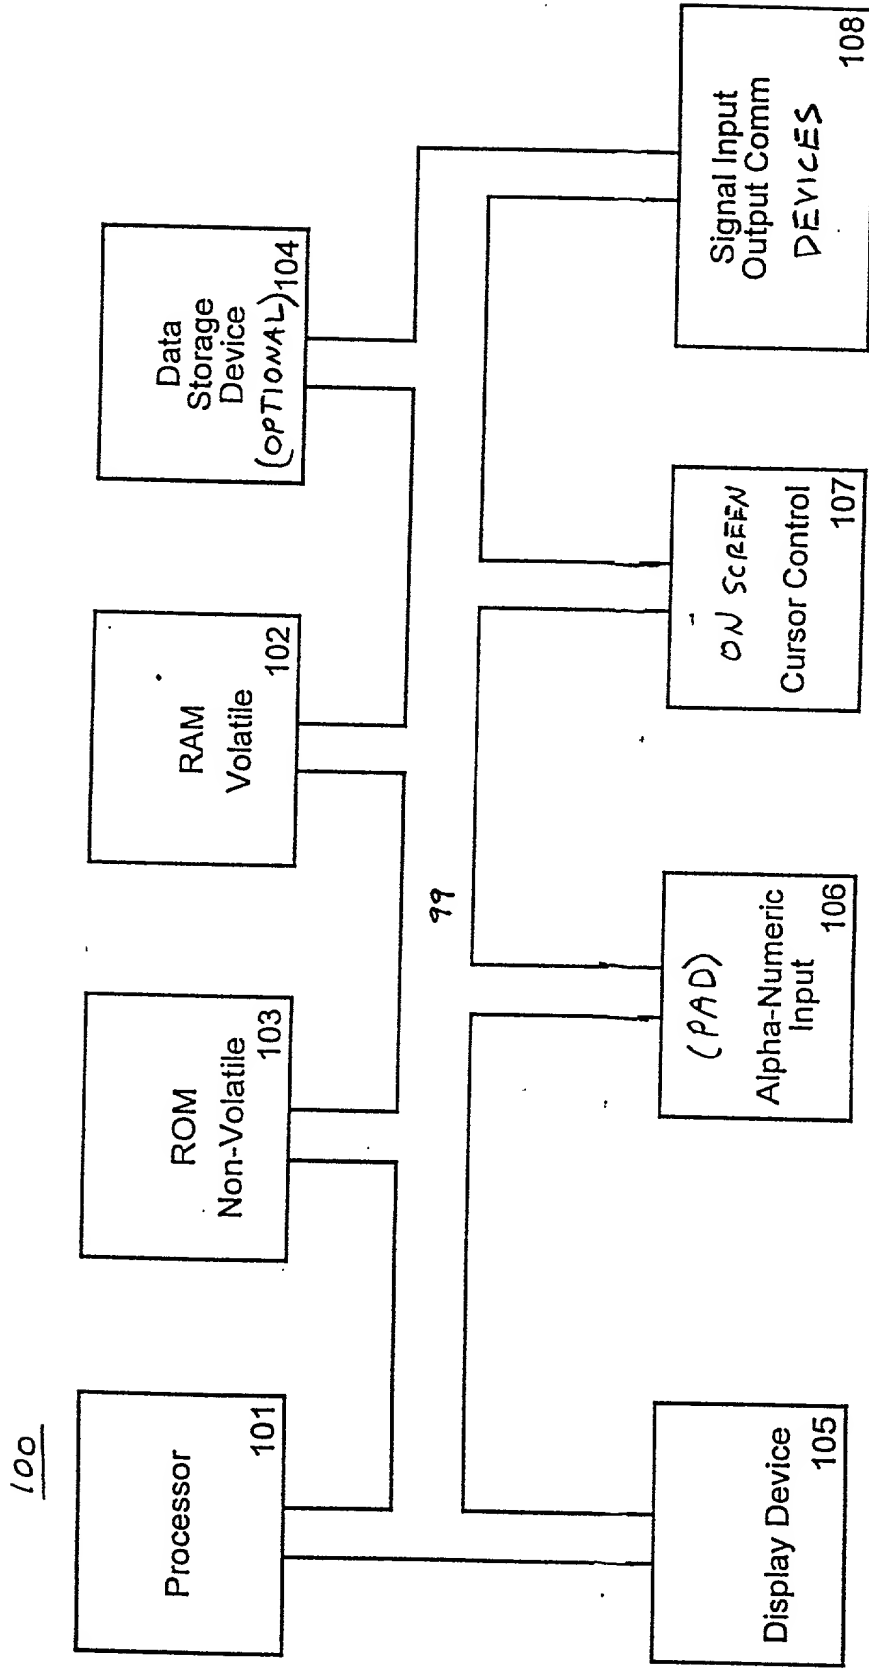 100
Processor
101
ROM
Non-Volatile
103
RAM
Volatile
102
Data
Storage
Device
(OPTIONAL)
104
99
Display Device
105
(PAD)
Alpha-Numeric
Input
106
ON SCREEN
Cursor Control
107
Signal Input
Output Comm
DEVICES
108